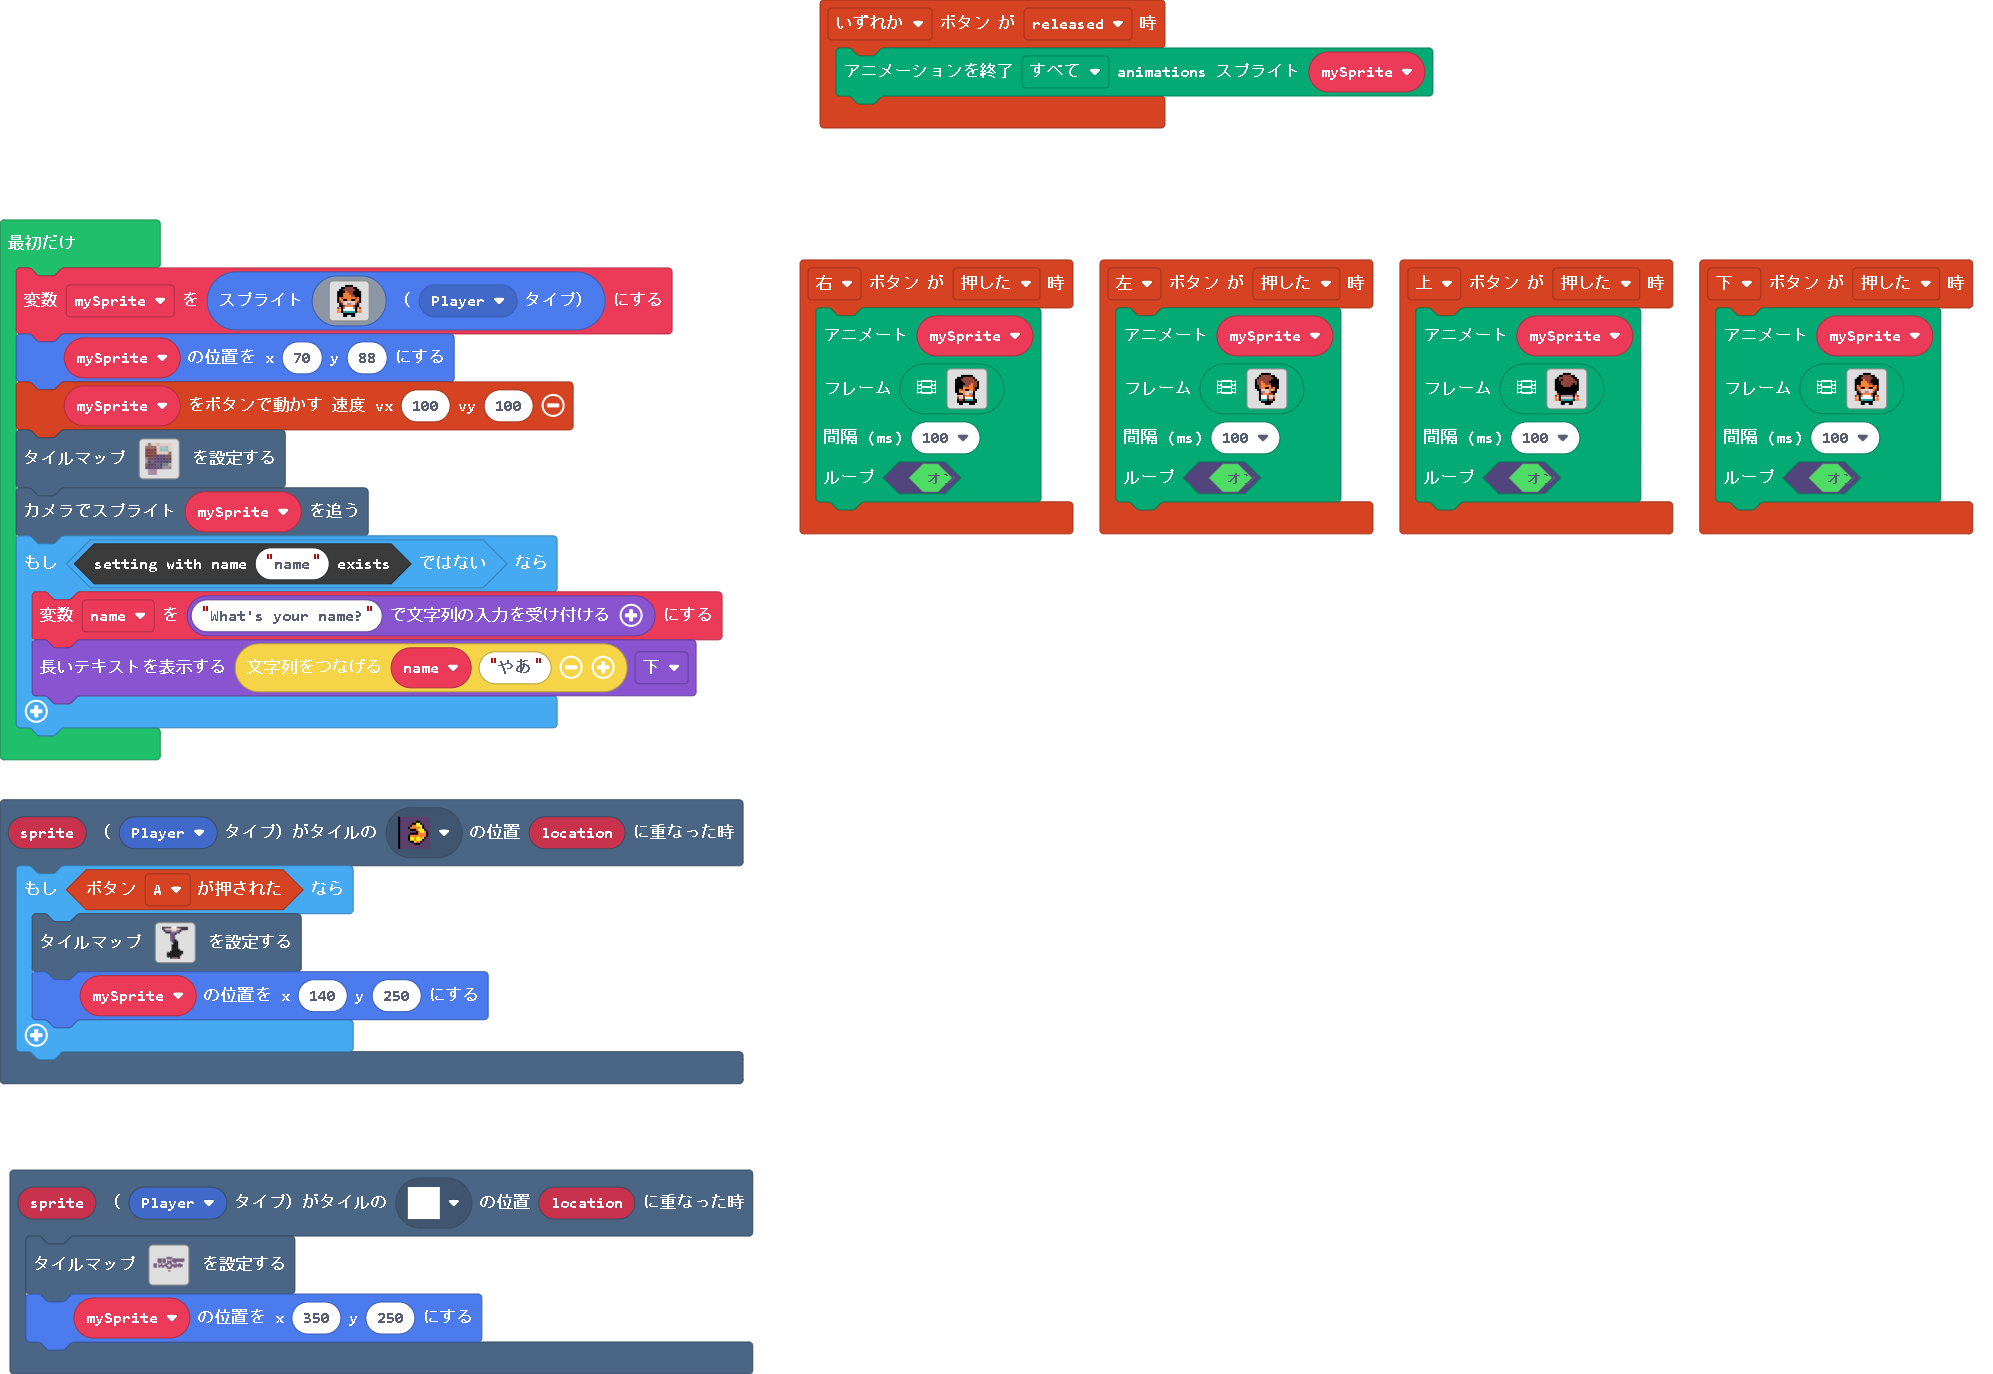 いずれか ボタン が released 時
アニメーションを終了 すべて animations スプライト mySprite
最初だけ
変数 mySprite を スプライト ( Player タイプ) にする
mySprite の位置を x 70 y 88 にする
mySprite をボタンで動かす 速度 vx 100 vy 100
タイルマップ を設定する
カメラでスプライト mySprite を追う
もし setting with name "name" exists ではない なら
変数 name を "What's your name?" で文字列の入力を受け付ける にする
長いテキストを表示する 文字列をつなげる name "やあ" 下
右 ボタン が 押した 時
アニメート mySprite
フレーム
間隔 (ms) 100
ループ
左 ボタン が 押した 時
アニメート mySprite
フレーム
間隔 (ms) 100
ループ
上 ボタン が 押した 時
アニメート mySprite
フレーム
間隔 (ms) 100
ループ
下 ボタン が 押した 時
アニメート mySprite
フレーム
間隔 (ms) 100
ループ
sprite ( Player タイプ) がタイルの の位置 location に重なった時
もし ボタン A が押された なら
タイルマップ を設定する
mySprite の位置を x 140 y 250 にする
sprite ( Player タイプ) がタイルの の位置 location に重なった時
タイルマップ を設定する
mySprite の位置を x 350 y 250 にする